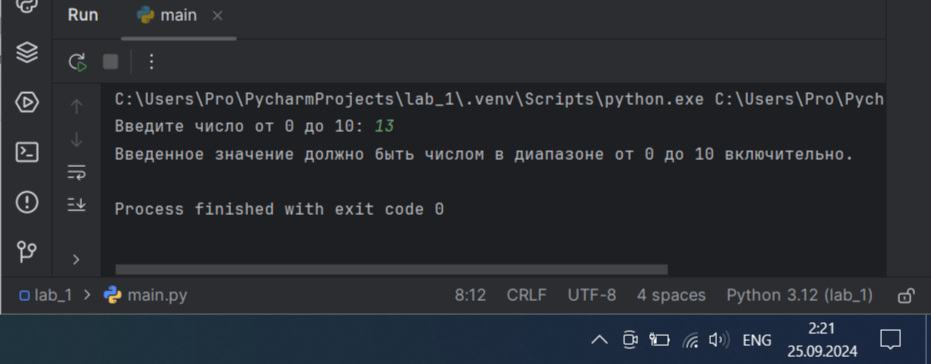 Run main
C:\Users\Pro\PycharmProjects\lab_1\.venv\Scripts\python.exe C:\Users\Pro\Pych
Введите число от 0 до 10: 13
Введенное значение должно быть числом в диапазоне от 0 до 10 включительно.
Process finished with exit code 0
lab_1 > main.py 8:12 CRLF UTF-8 4 spaces Python 3.12 (lab_1)
ENG 2:21
25.09.2024